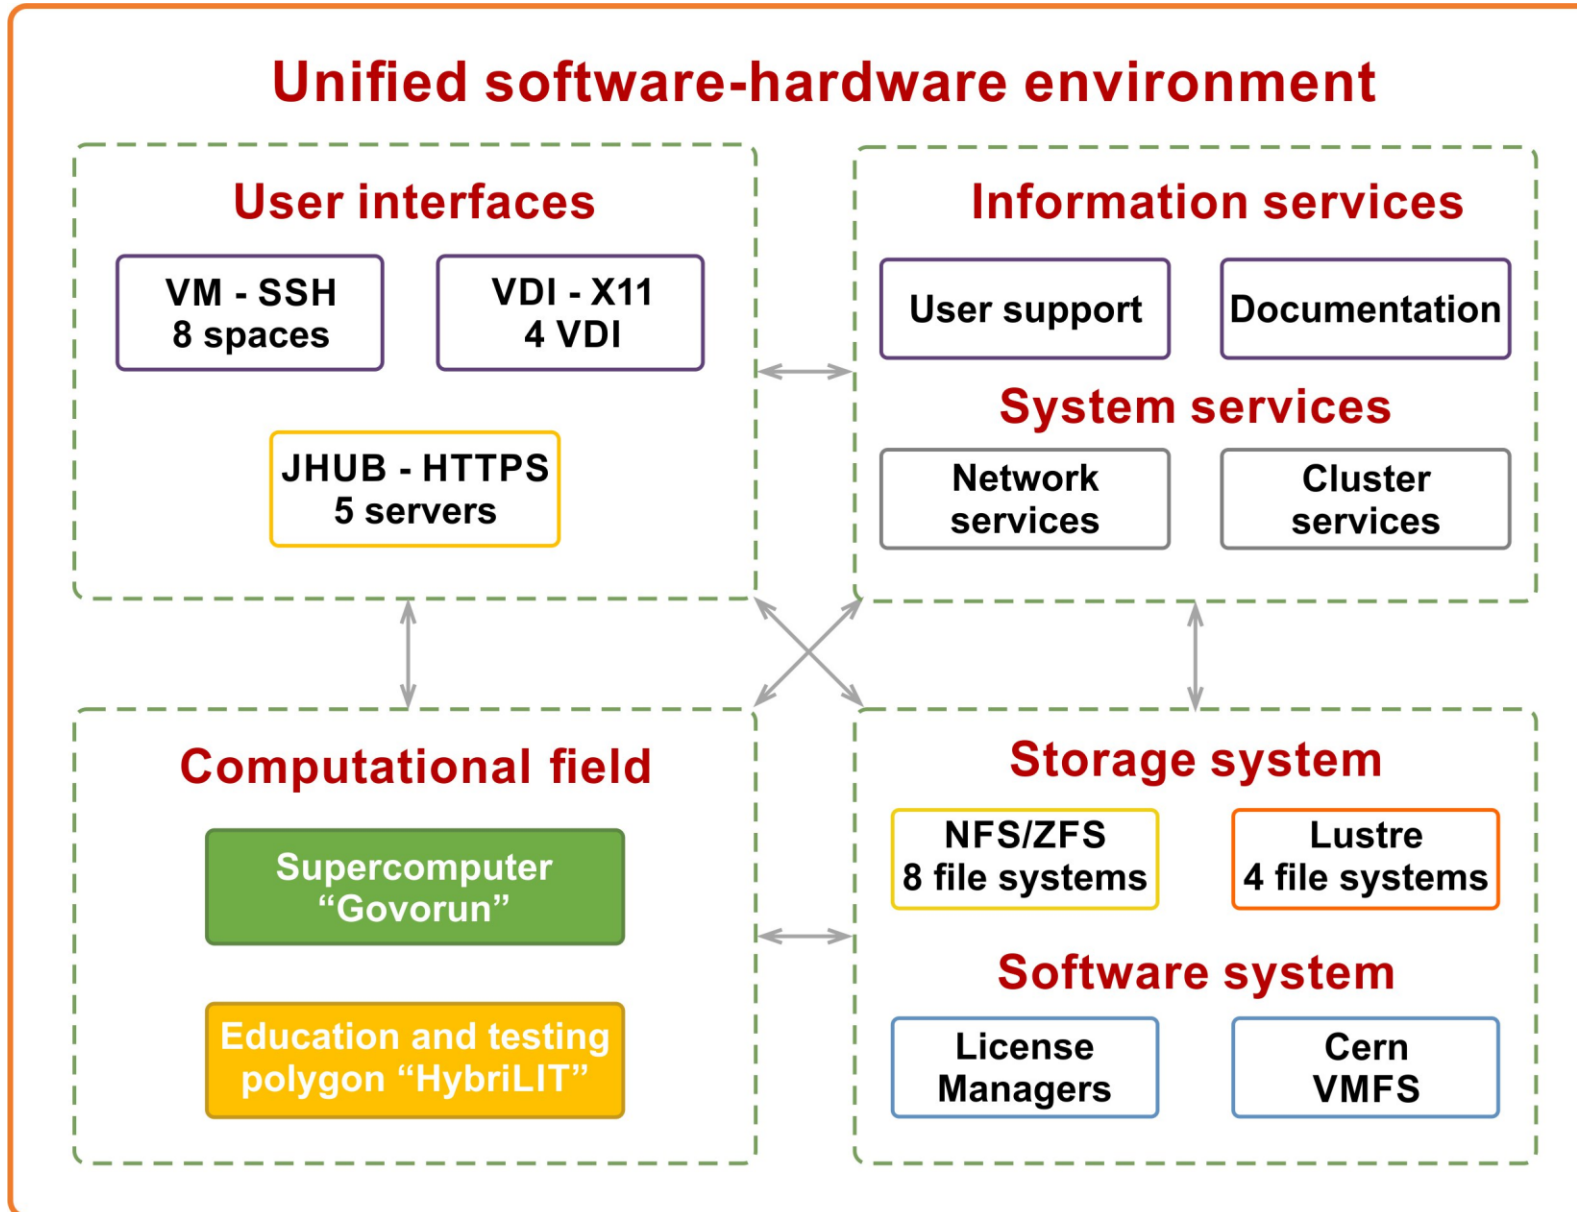 Unified software-hardware environment
User interfaces
VM - SSH
8 spaces
VDI - X11
4 VDI
JHUB - HTTPS
5 servers
Information services
User support
Documentation
System services
Network
services
Cluster
services
Computational field
Supercomputer
“Govorun”
Education and testing
polygon “HybriLIT”
Storage system
NFS/ZFS
8 file systems
Lustre
4 file systems
Software system
License
Managers
Cern
VMFS